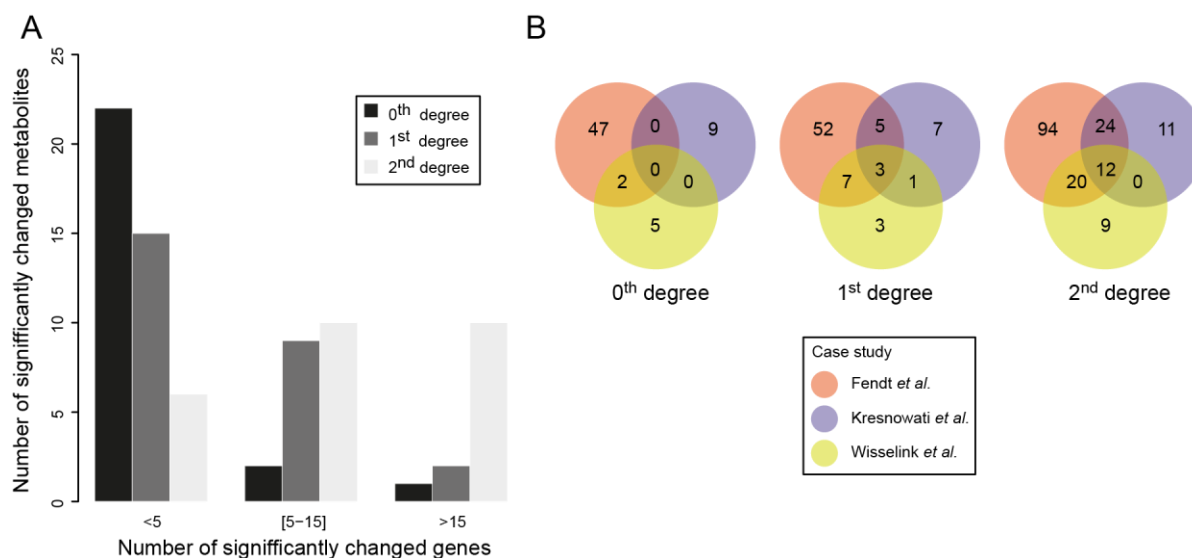 A
Number of significantly changed metabolites
25
20
15
10
5
0
0th degree
1st degree
2nd degree
<5
[5−15]
>15
Number of signifficantly changed genes
B
47
0
9
0
2
0
5
0th degree
52
5
7
3
7
1
3
1st degree
94
24
11
12
20
0
9
2nd degree
Case study
Fendt et al.
Kresnowati et al.
Wisselink et al.